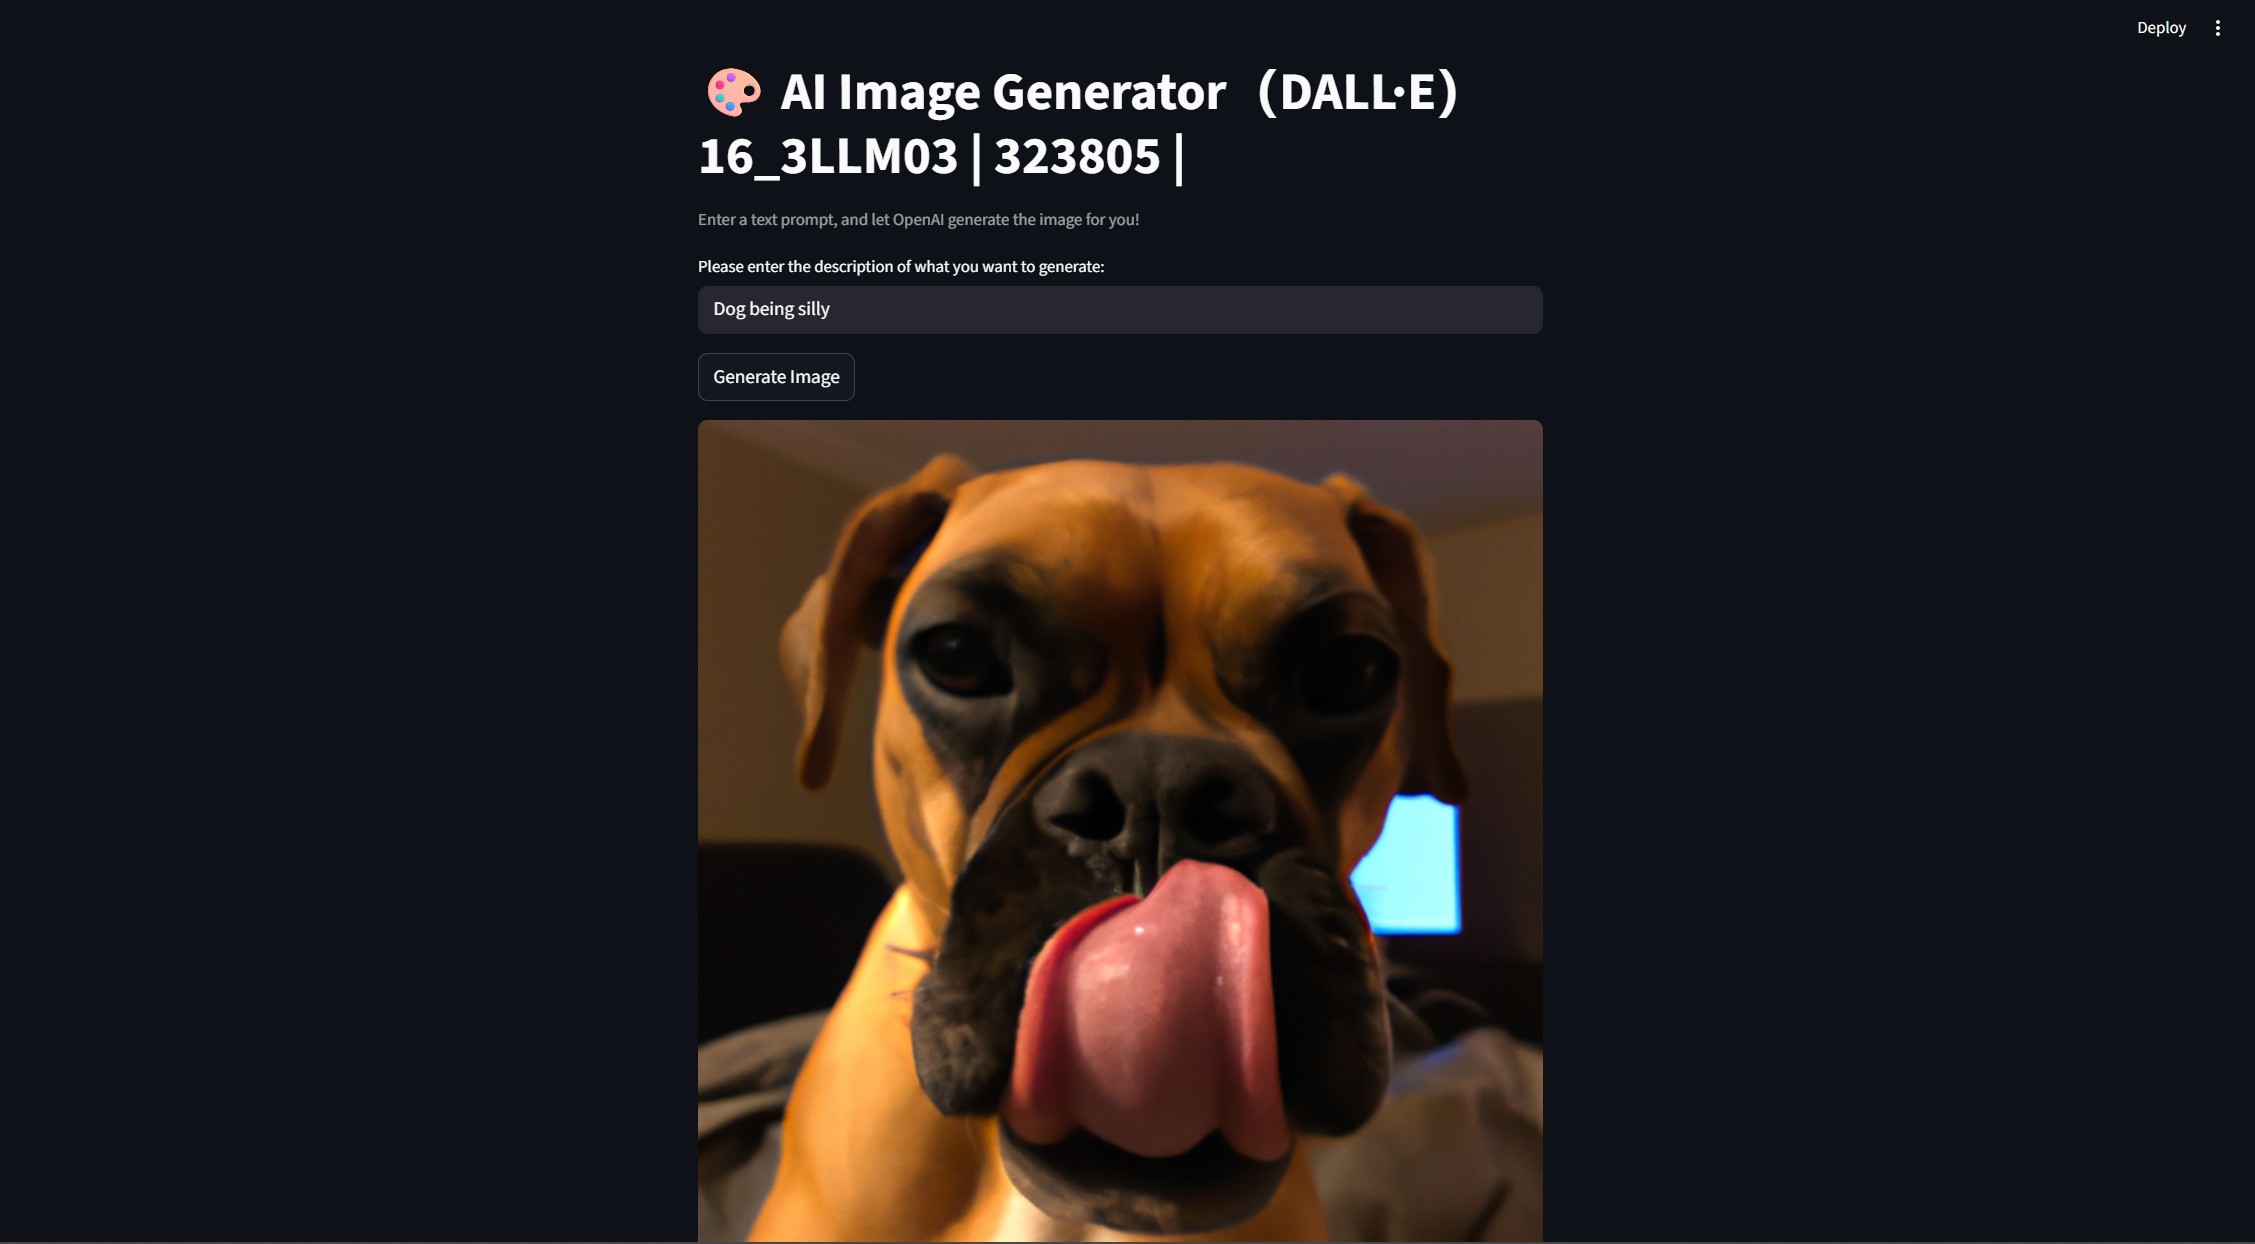 Deploy
🎨 AI Image Generator （DALL·E）
16_3LLM03 | 323805 |
Enter a text prompt, and let OpenAI generate the image for you!
Please enter the description of what you want to generate:
Dog being silly
Generate Image